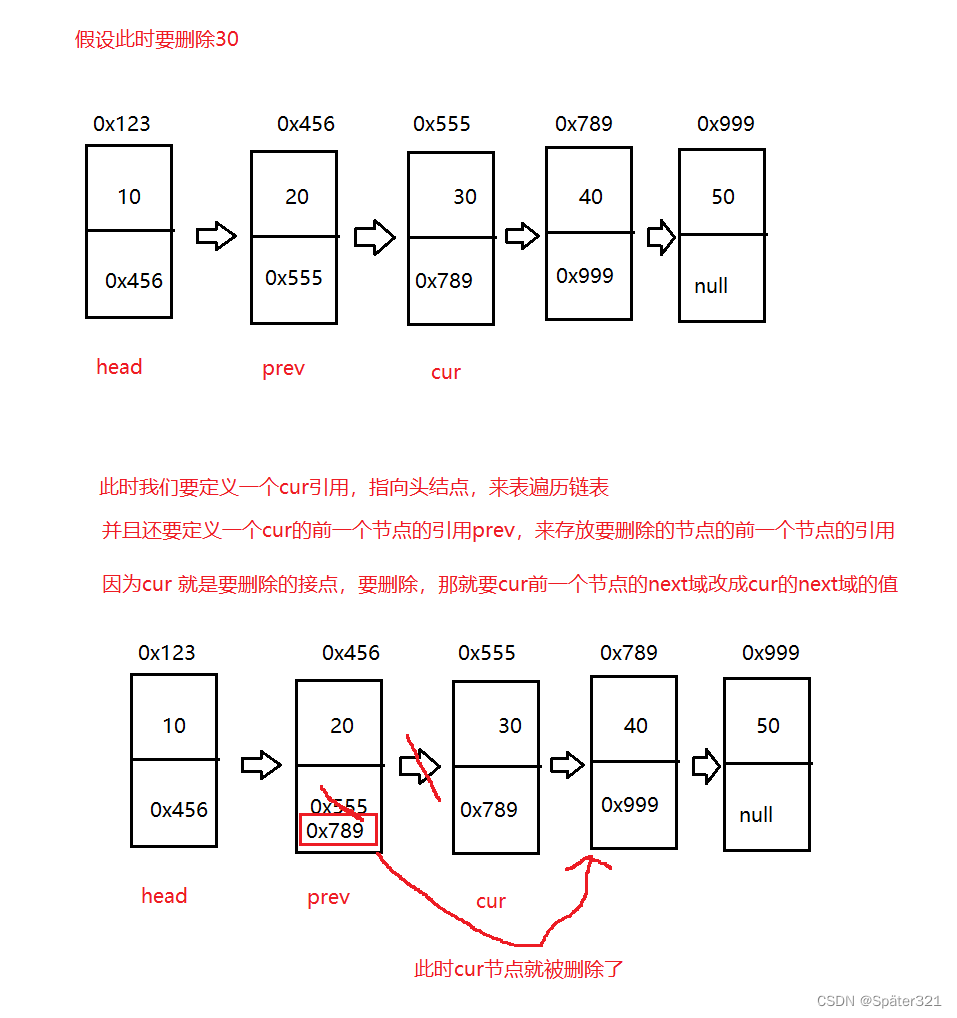 假设此时要删除30
0x123 0x456 0x555 0x789 0x999
10 20 30 40 50
0x456 0x555 0x789 0x999 null
head prev cur
此时我们要定义一个cur引用，指向头结点，来表遍历链表
并且还要定义一个cur的前一个节点的引用prev，来存放要删除的节点的前一个节点的引用
因为cur 就是要删除的接点，要删除，那就要cur前一个节点的next域改成cur的next域的值
0x123 0x456 0x555 0x789 0x999
10 20 30 40 50
0x456 0x555 0x789 0x999 null
0x789
head prev cur
此时cur节点就被删除了
CSDN @Später321